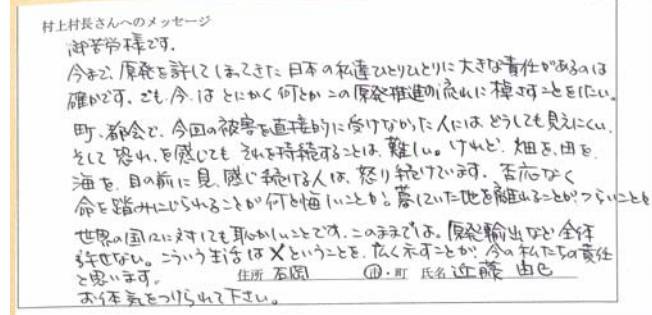 村上村長さんへのメッセージ
御苦労様です。
今まで、原発を許してしまってきた日本の私達ひとりひとりに大きな責任があるのは
確かです。でも、今はとにかく何とかこの原発推進の流れに棹さすことをしたい。
町、都会で、今回の被害を直接的に受けなかった人にはどうしても見えにくい、
そして恐れ、を感じてもそれを持続することは、難しい。けれど、畑を、田を、
海を、目の前に見、感じ続ける人は、怒り続けています。否応なく
命を踏みにじられることが何と悔しいことか。暮していた地を離れることがつらいことを
世界の国々に対しても恥かしいことです。このままでは。原発輸出など全体
許せない。こういう生活は×ということを、広く示すことが、今の私たちの責任
と思います。
住所 石岡 市・町 氏名 近藤 由巳
お体気をつけられて下さい。